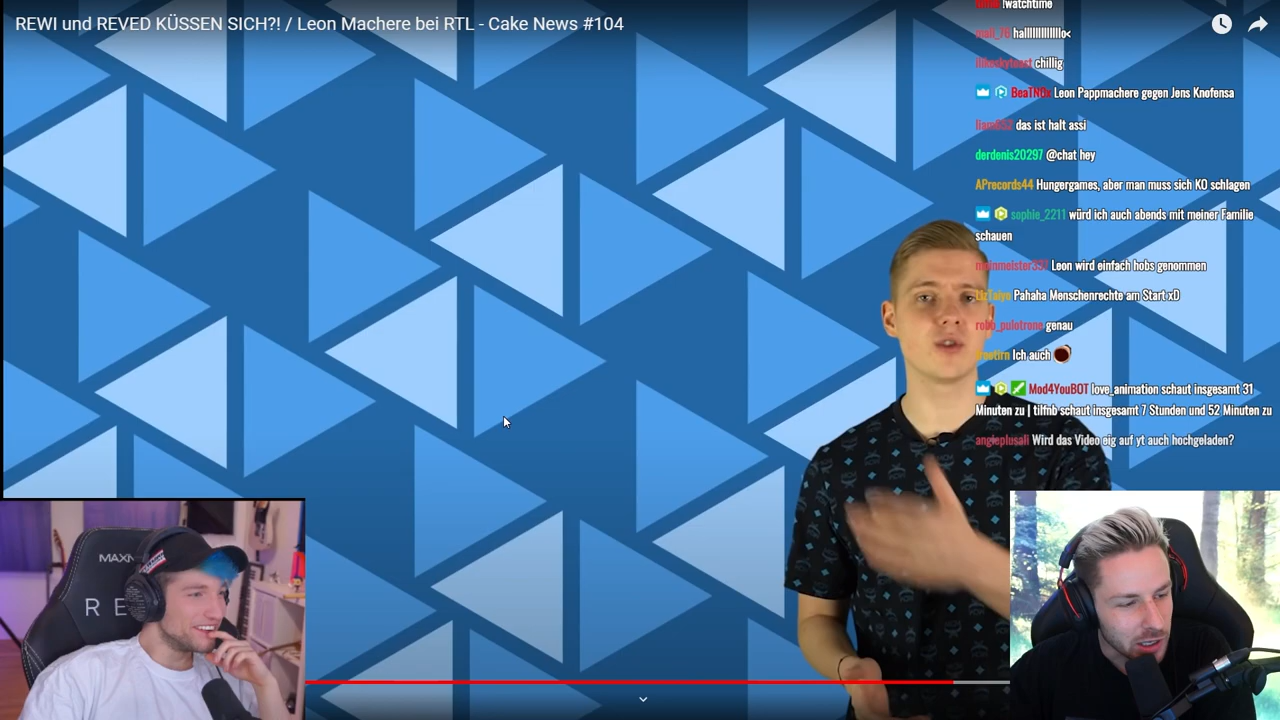 REWI und REVED KÜSSEN SICH?! / Leon Machere bei RTL - Cake News #104
!watchtime
hallllllllllllo<
chillig
BeaTN0x Leon Pappmachere gegen Jens Knofensa
das ist halt assi
derdenis20297 @chat hey
APrecords44 Hungergames, aber man muss sich KO schlagen
sophie_2211 würd ich auch abends mit meiner Familie
schauen
Leon wird einfach hobs genommen
Pahaha Menschenrechte am Start xD
genau
Ich auch
Mod4YouBOT love_animation schaut insgesamt 31
Minuten zu | tilfnb schaut insgesamt 7 Stunden und 52 Minuten zu
angieplusali Wird das Video eig auf yt auch hochgeladen?
MAXN
R E